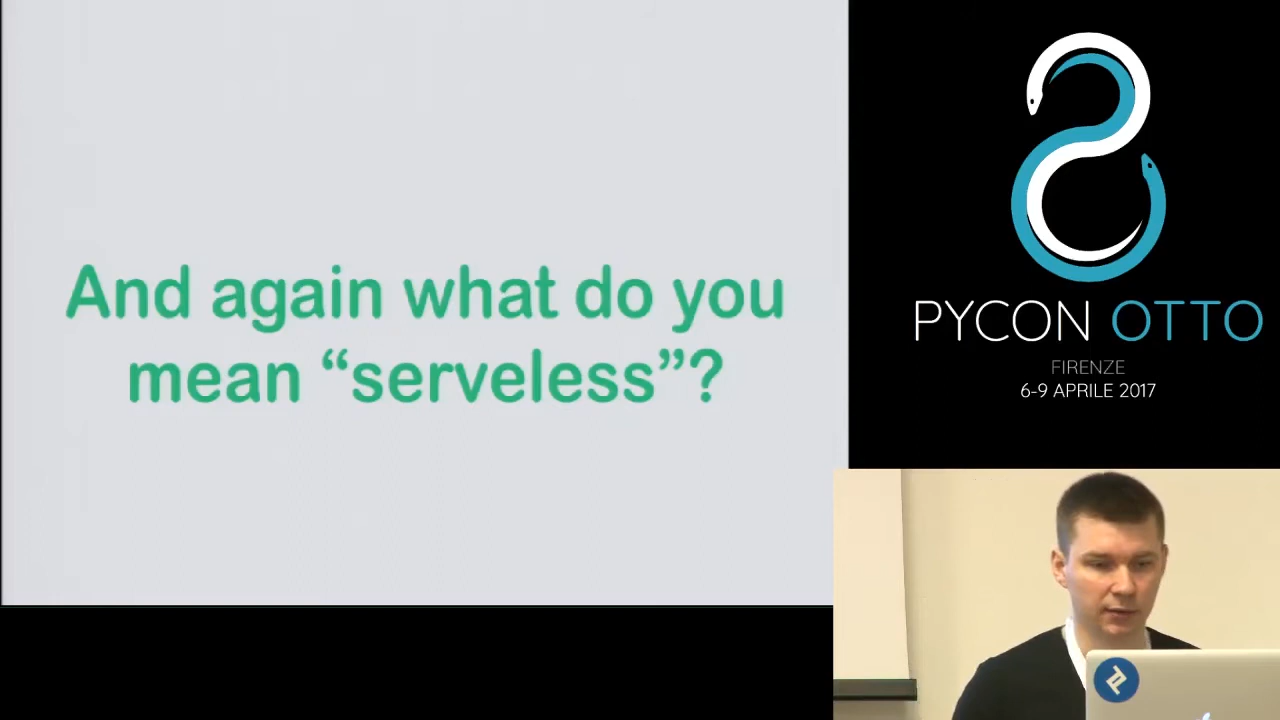 And again what do you
mean “serveless”?
PYCON OTTO
FIRENZE
6-9 APRILE 2017